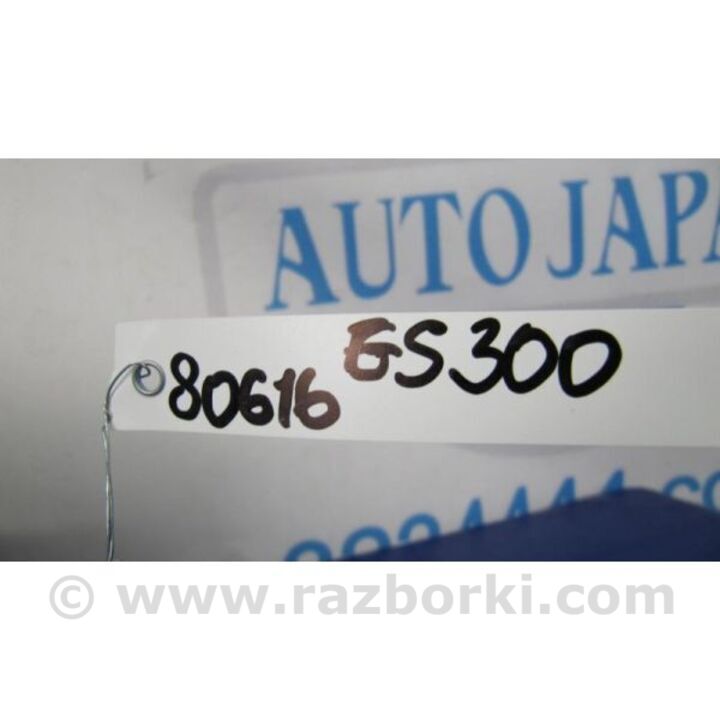 AUTO JAPA
80616 GS300
© www.razborki.com